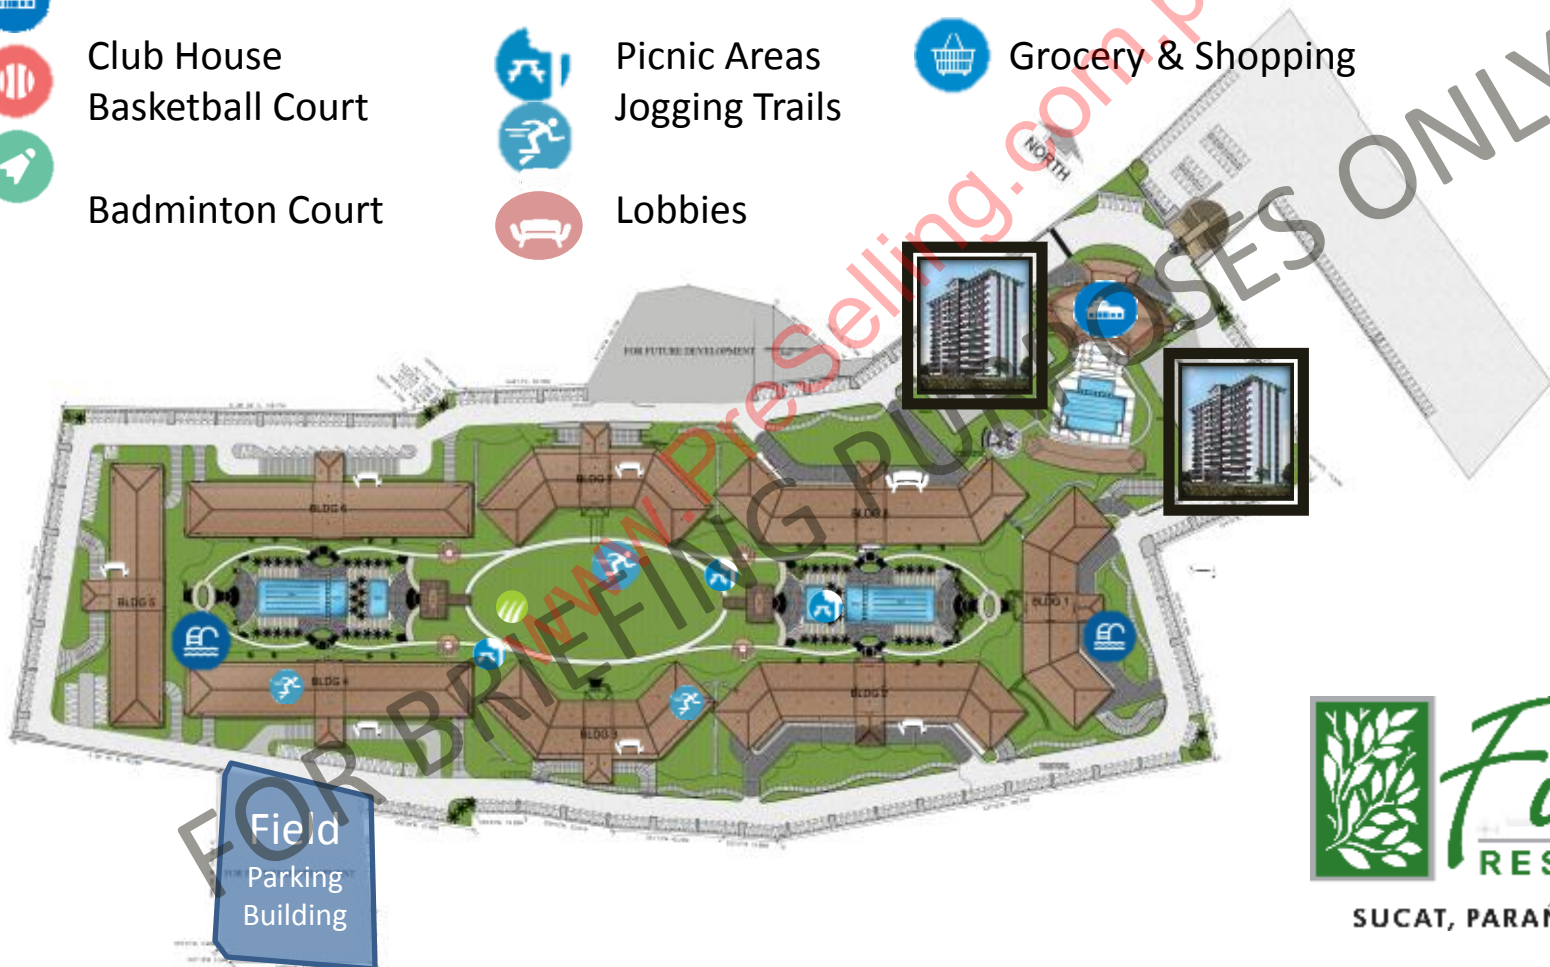 Club House
Basketball Court
Badminton Court
Picnic Areas
Jogging Trails
Lobbies
Grocery & Shopping
NORTH
FOR FUTURE DEVELOPMENT
BLDG 6
BLDG 7
BLDG 8
BLDG 5
BLDG 1
BLDG 4
BLDG 3
BLDG 2
Field
Parking
Building
www.PreSelling.com.p
FOR BRIEFING PURPOSES ONLY
F
RES
SUCAT, PARAÑ